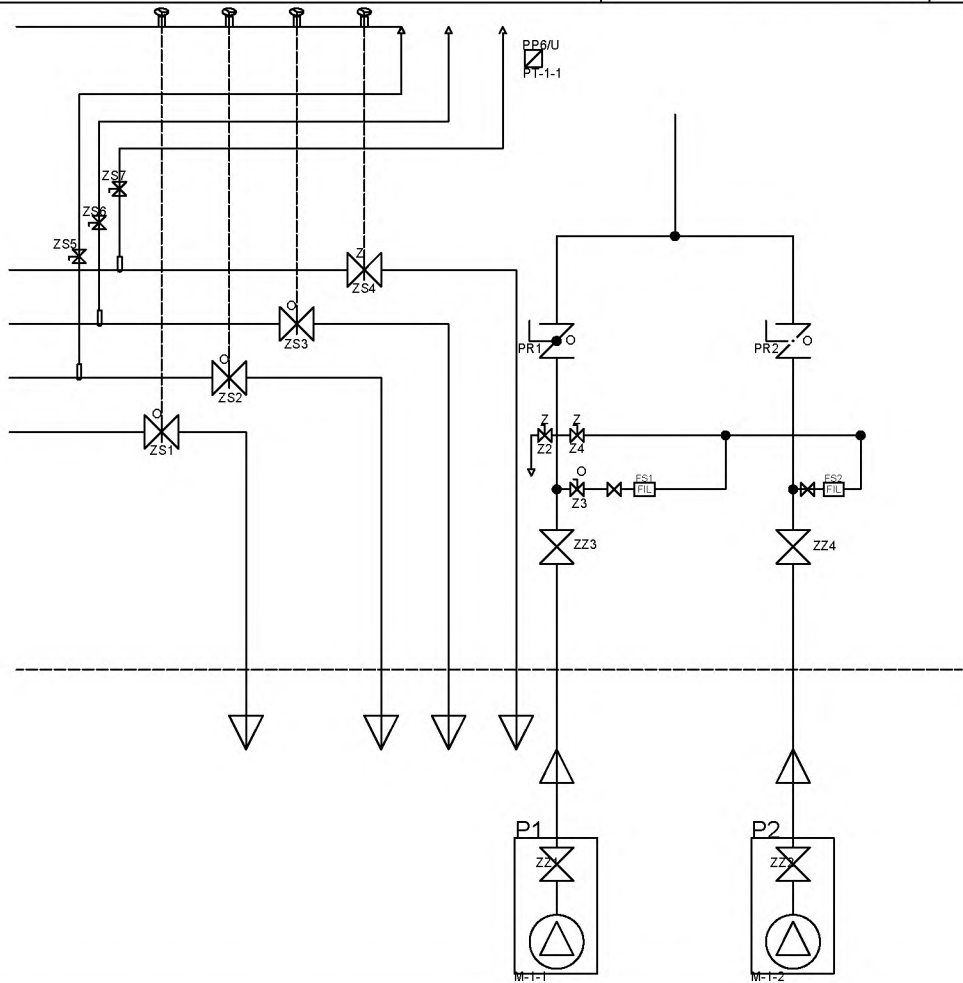 PP6/U
PT-1-1
ZS7
ZS6
ZS5
Z
ZS4
O
ZS3
O
ZS2
O
ZS1
PR1
O
PR2
O
Z
Z
Z2
Z4
O
Z3
FS1
FIL
FS2
FIL
ZZ3
ZZ4
P1
P2
ZZ1
ZZ2
M-1-1
M-1-2